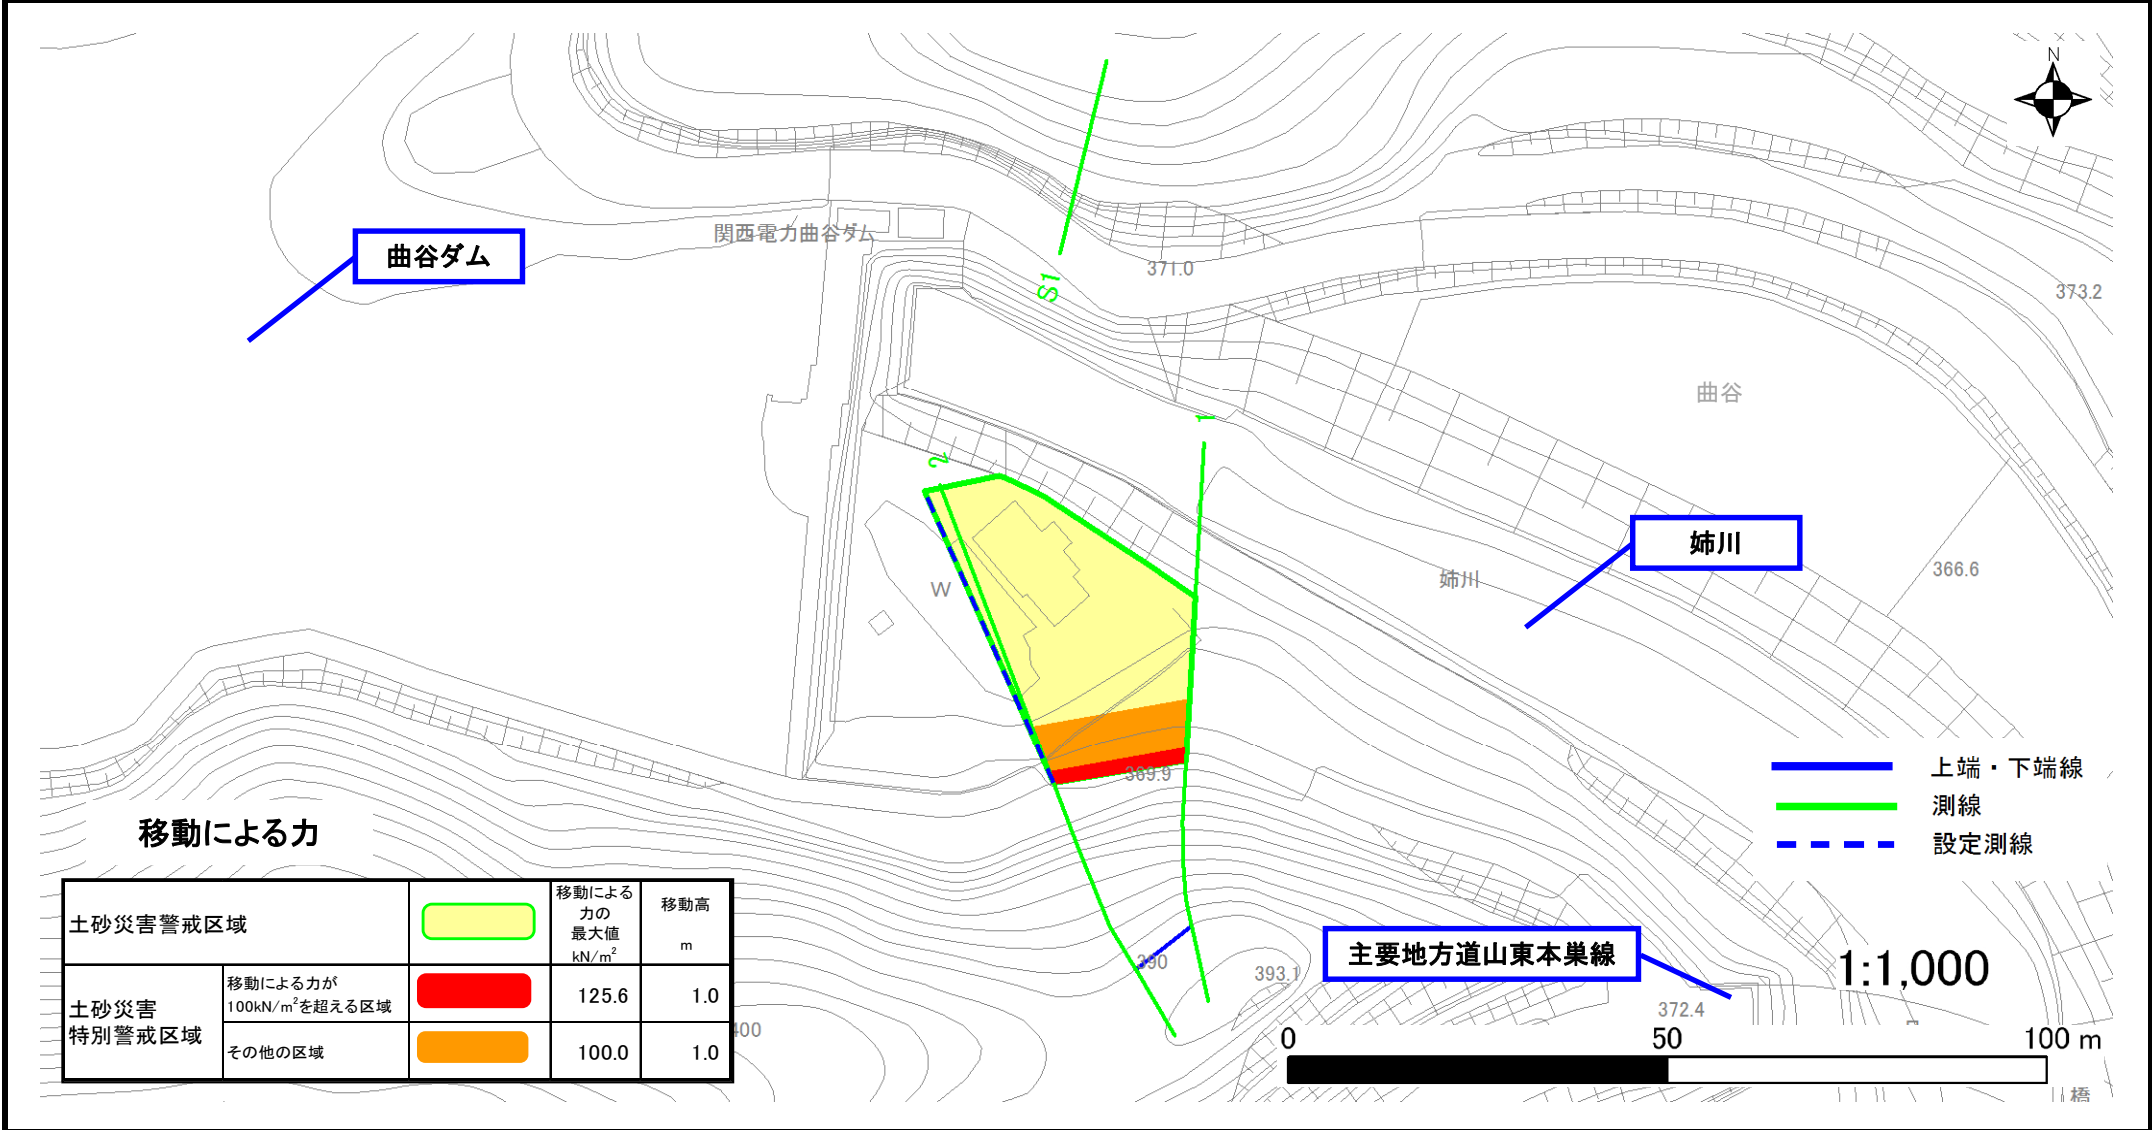 N
関西電力曲谷ダム
曲谷ダム
S1
371.0
373.2
曲谷
1
2
姉川
姉川
366.6
W
369.9
上端・下端線
測線
設定測線
移動による力
390
393.1
主要地方道山東本巣線
372.4
1:1,000
400
0 50 100 m
橋
土砂災害警戒区域
移動による
力の
最大値
kN/m²
移動高
m
土砂災害
特別警戒区域
移動による力が
100kN/m²を超える区域
125.6 1.0
その他の区域
100.0 1.0